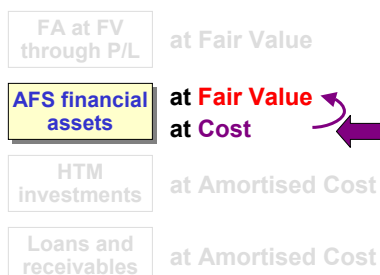 FA at FV
through P/L
at Fair Value
AFS financial
assets
at Fair Value
at Cost
HTM
investments
at Amortised Cost
Loans and
receivables
at Amortised Cost